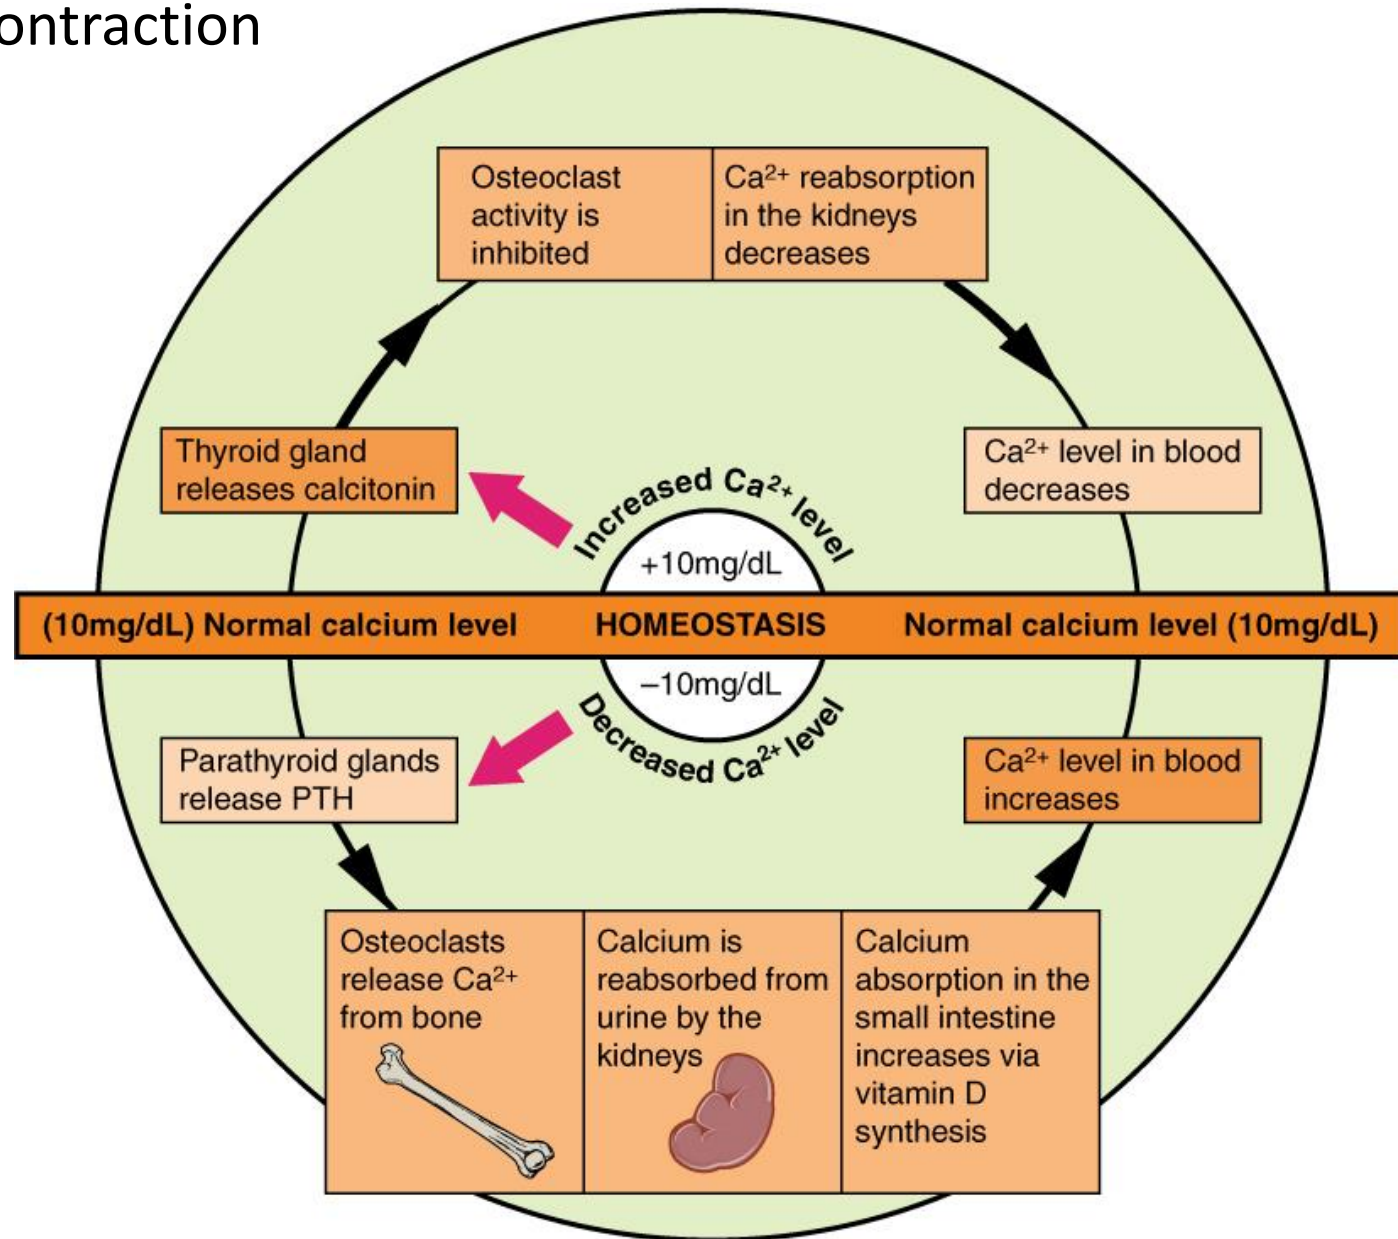 ontraction
Osteoclast
activity is
inhibited
Ca²⁺ reabsorption
in the kidneys
decreases
Thyroid gland
releases calcitonin
Increased Ca²⁺ level
Ca²⁺ level in blood
decreases
+10mg/dL
(10mg/dL) Normal calcium level
HOMEOSTASIS
Normal calcium level (10mg/dL)
–10mg/dL
Decreased Ca²⁺ level
Parathyroid glands
release PTH
Ca²⁺ level in blood
increases
Osteoclasts
release Ca²⁺
from bone
Calcium is
reabsorbed from
urine by the
kidneys
Calcium
absorption in the
small intestine
increases via
vitamin D
synthesis